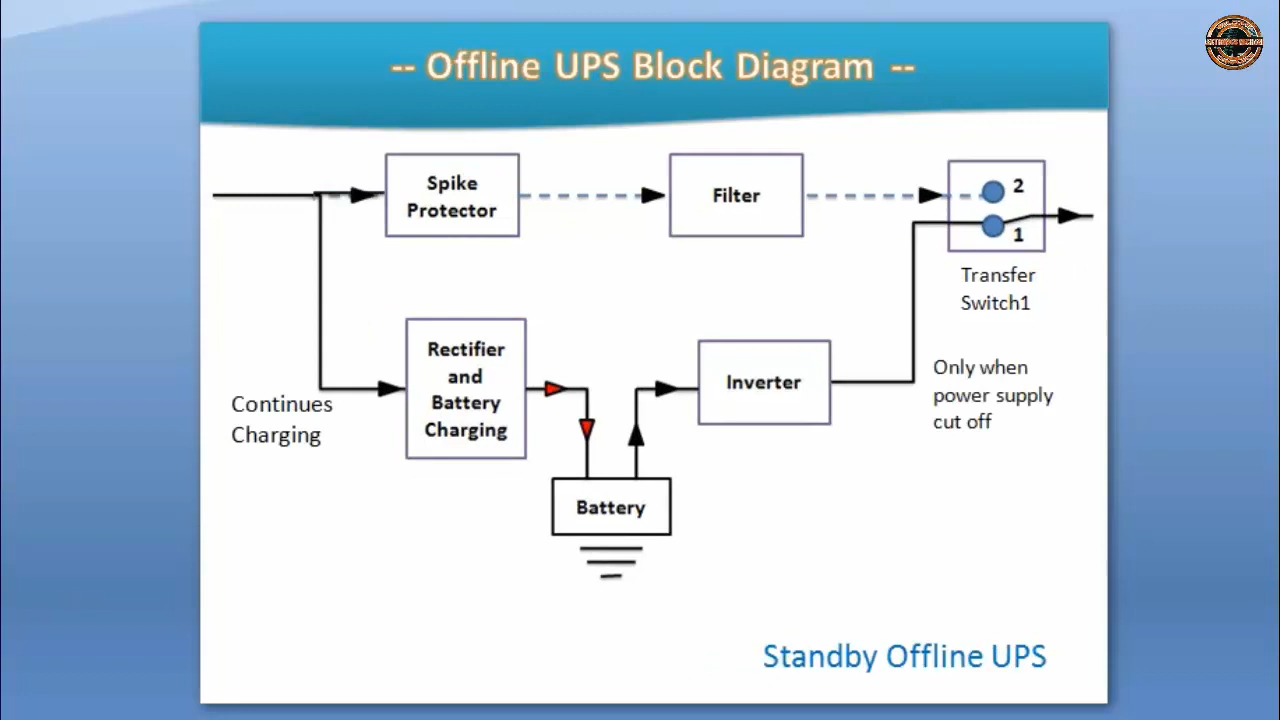 -- Offline UPS Block Diagram --
Spike
Protector
Filter
2
1
Transfer
Switch1
Rectifier
and
Battery
Charging
Inverter
Only when
power supply
cut off
Continues
Charging
Battery
Standby Offline UPS